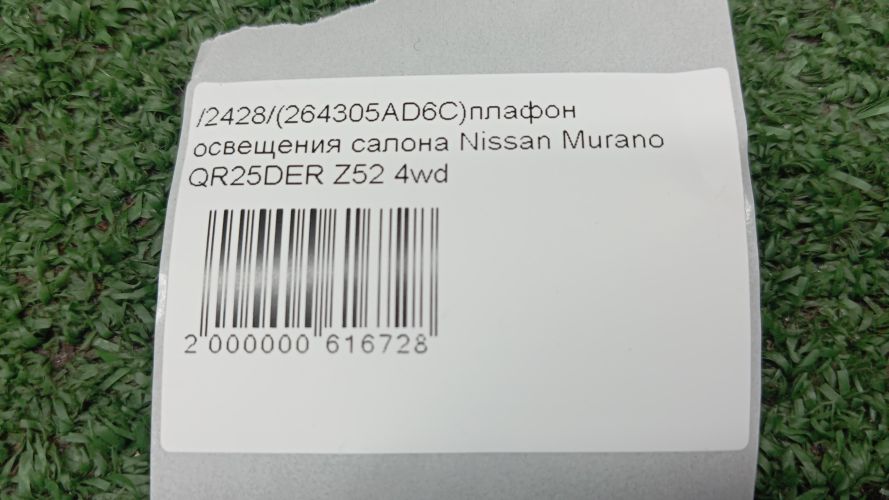 /2428/(264305AD6C)плафон
освещения салона Nissan Murano
QR25DER Z52 4wd
2 000000 616728